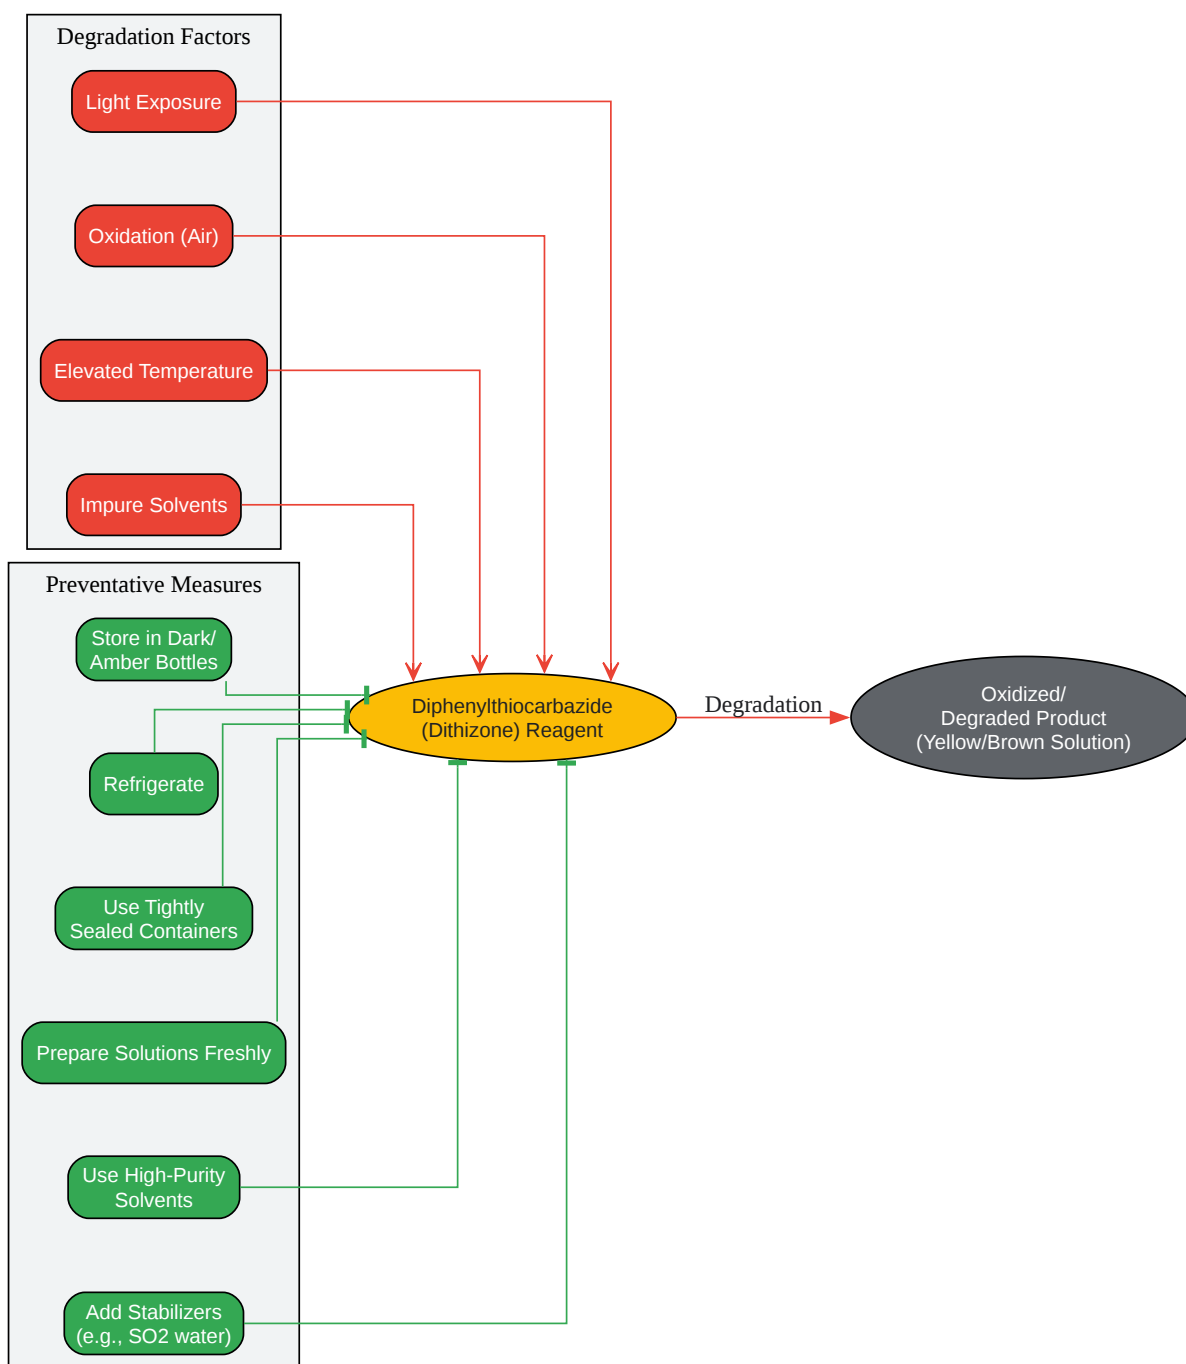 Degradation Factors
Light Exposure
Oxidation (Air)
Elevated Temperature
Impure Solvents
Preventative Measures
Store in Dark/
Amber Bottles
Refrigerate
Use Tightly
Sealed Containers
Prepare Solutions Freshly
Use High-Purity
Solvents
Add Stabilizers
(e.g., SO2 water)
Diphenylthiocarbazide
(Dithizone) Reagent
Degradation
Oxidized/
Degraded Product
(Yellow/Brown Solution)